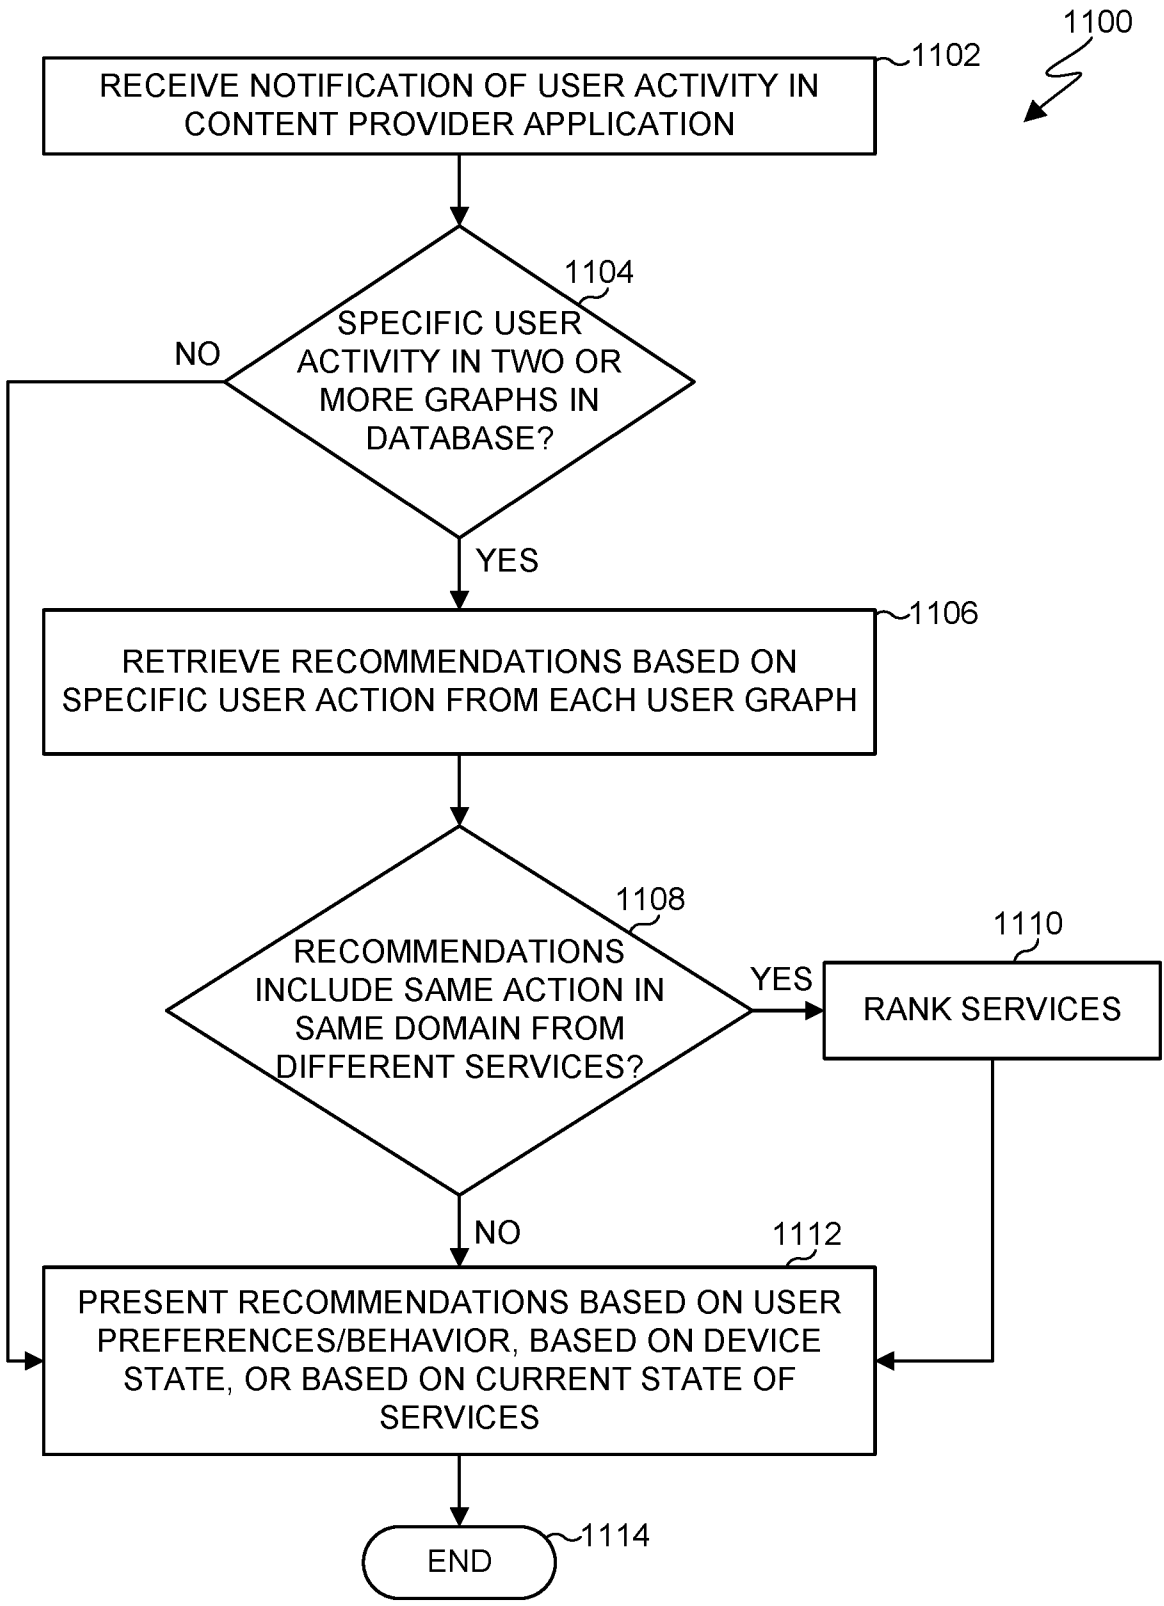 1100
1102
RECEIVE NOTIFICATION OF USER ACTIVITY IN
CONTENT PROVIDER APPLICATION
1104
SPECIFIC USER
ACTIVITY IN TWO OR
MORE GRAPHS IN
DATABASE?
NO
YES
1106
RETRIEVE RECOMMENDATIONS BASED ON
SPECIFIC USER ACTION FROM EACH USER GRAPH
1108
RECOMMENDATIONS
INCLUDE SAME ACTION IN
SAME DOMAIN FROM
DIFFERENT SERVICES?
YES
1110
RANK SERVICES
NO
1112
PRESENT RECOMMENDATIONS BASED ON USER
PREFERENCES/BEHAVIOR, BASED ON DEVICE
STATE, OR BASED ON CURRENT STATE OF
SERVICES
1114
END